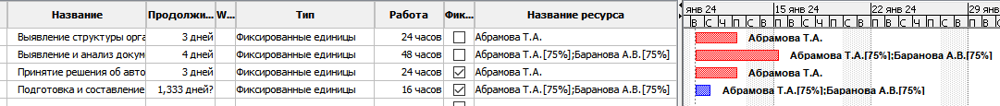 Название Продолжи... W... Тип Работа Фик... Название ресурса
янв 24 15 янв 24 22 янв 24 29 янв
В С Ч П С В В С Ч П С В В С Ч П С В В
Выявление структуры орга 3 дней Фиксированные единицы 24 часов Абрамова Т.А. Абрамова Т.А.
Выявление и анализ докум 4 дней Фиксированные единицы 48 часов Абрамова Т.А.[75%];Баранова А.В.[75%] Абрамова Т.А.[75%];Баранова А.В.[75%]
Принятие решения об авто 3 дней Фиксированные единицы 24 часов Абрамова Т.А. Абрамова Т.А.
Подготовка и составление 1,333 дней? Фиксированные единицы 16 часов Абрамова Т.А.[75%];Баранова А.В.[75%] Абрамова Т.А.[75%];Баранова А.В.[75%]